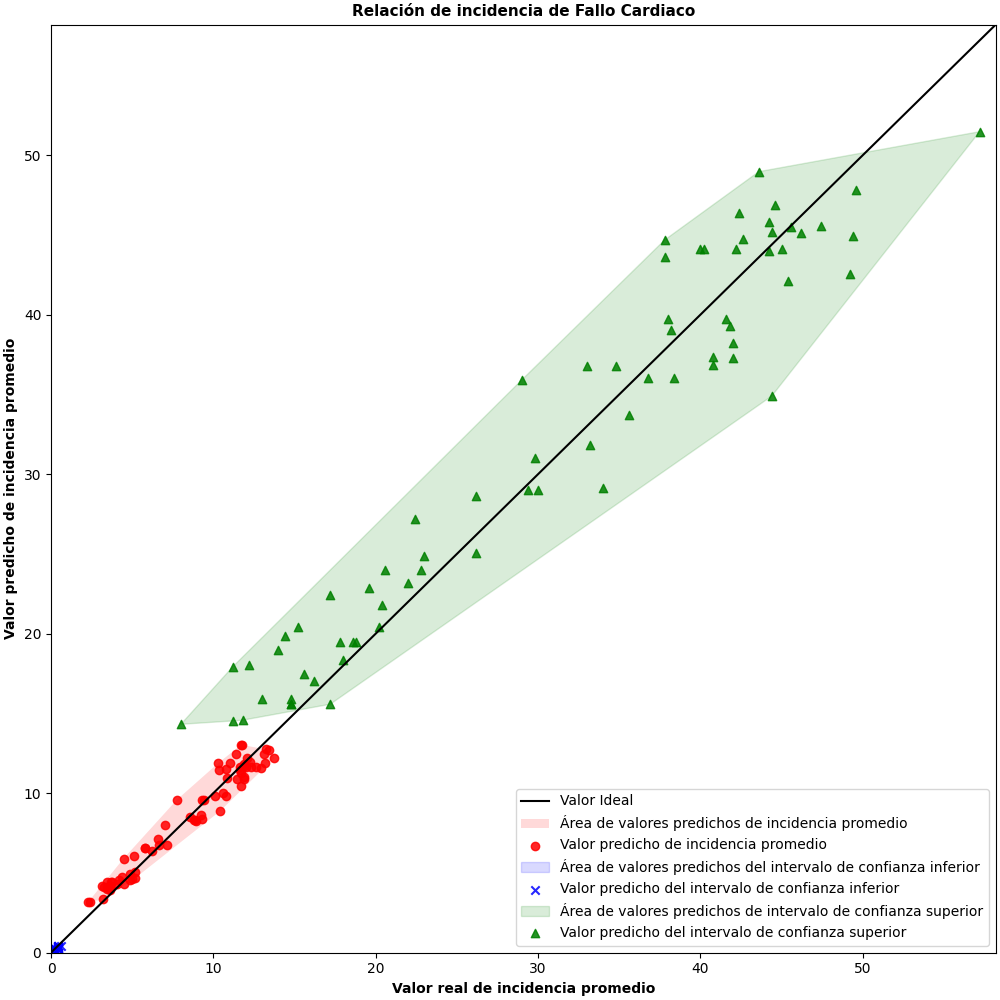 Relación de incidencia de Fallo Cardiaco
Valor predicho de incidencia promedio
50
40
30
20
10
0
0 10 20 30 40 50
Valor real de incidencia promedio
Valor Ideal
Área de valores predichos de incidencia promedio
Valor predicho de incidencia promedio
Área de valores predichos del intervalo de confianza inferior
Valor predicho del intervalo de confianza inferior
Área de valores predichos de intervalo de confianza superior
Valor predicho del intervalo de confianza superior